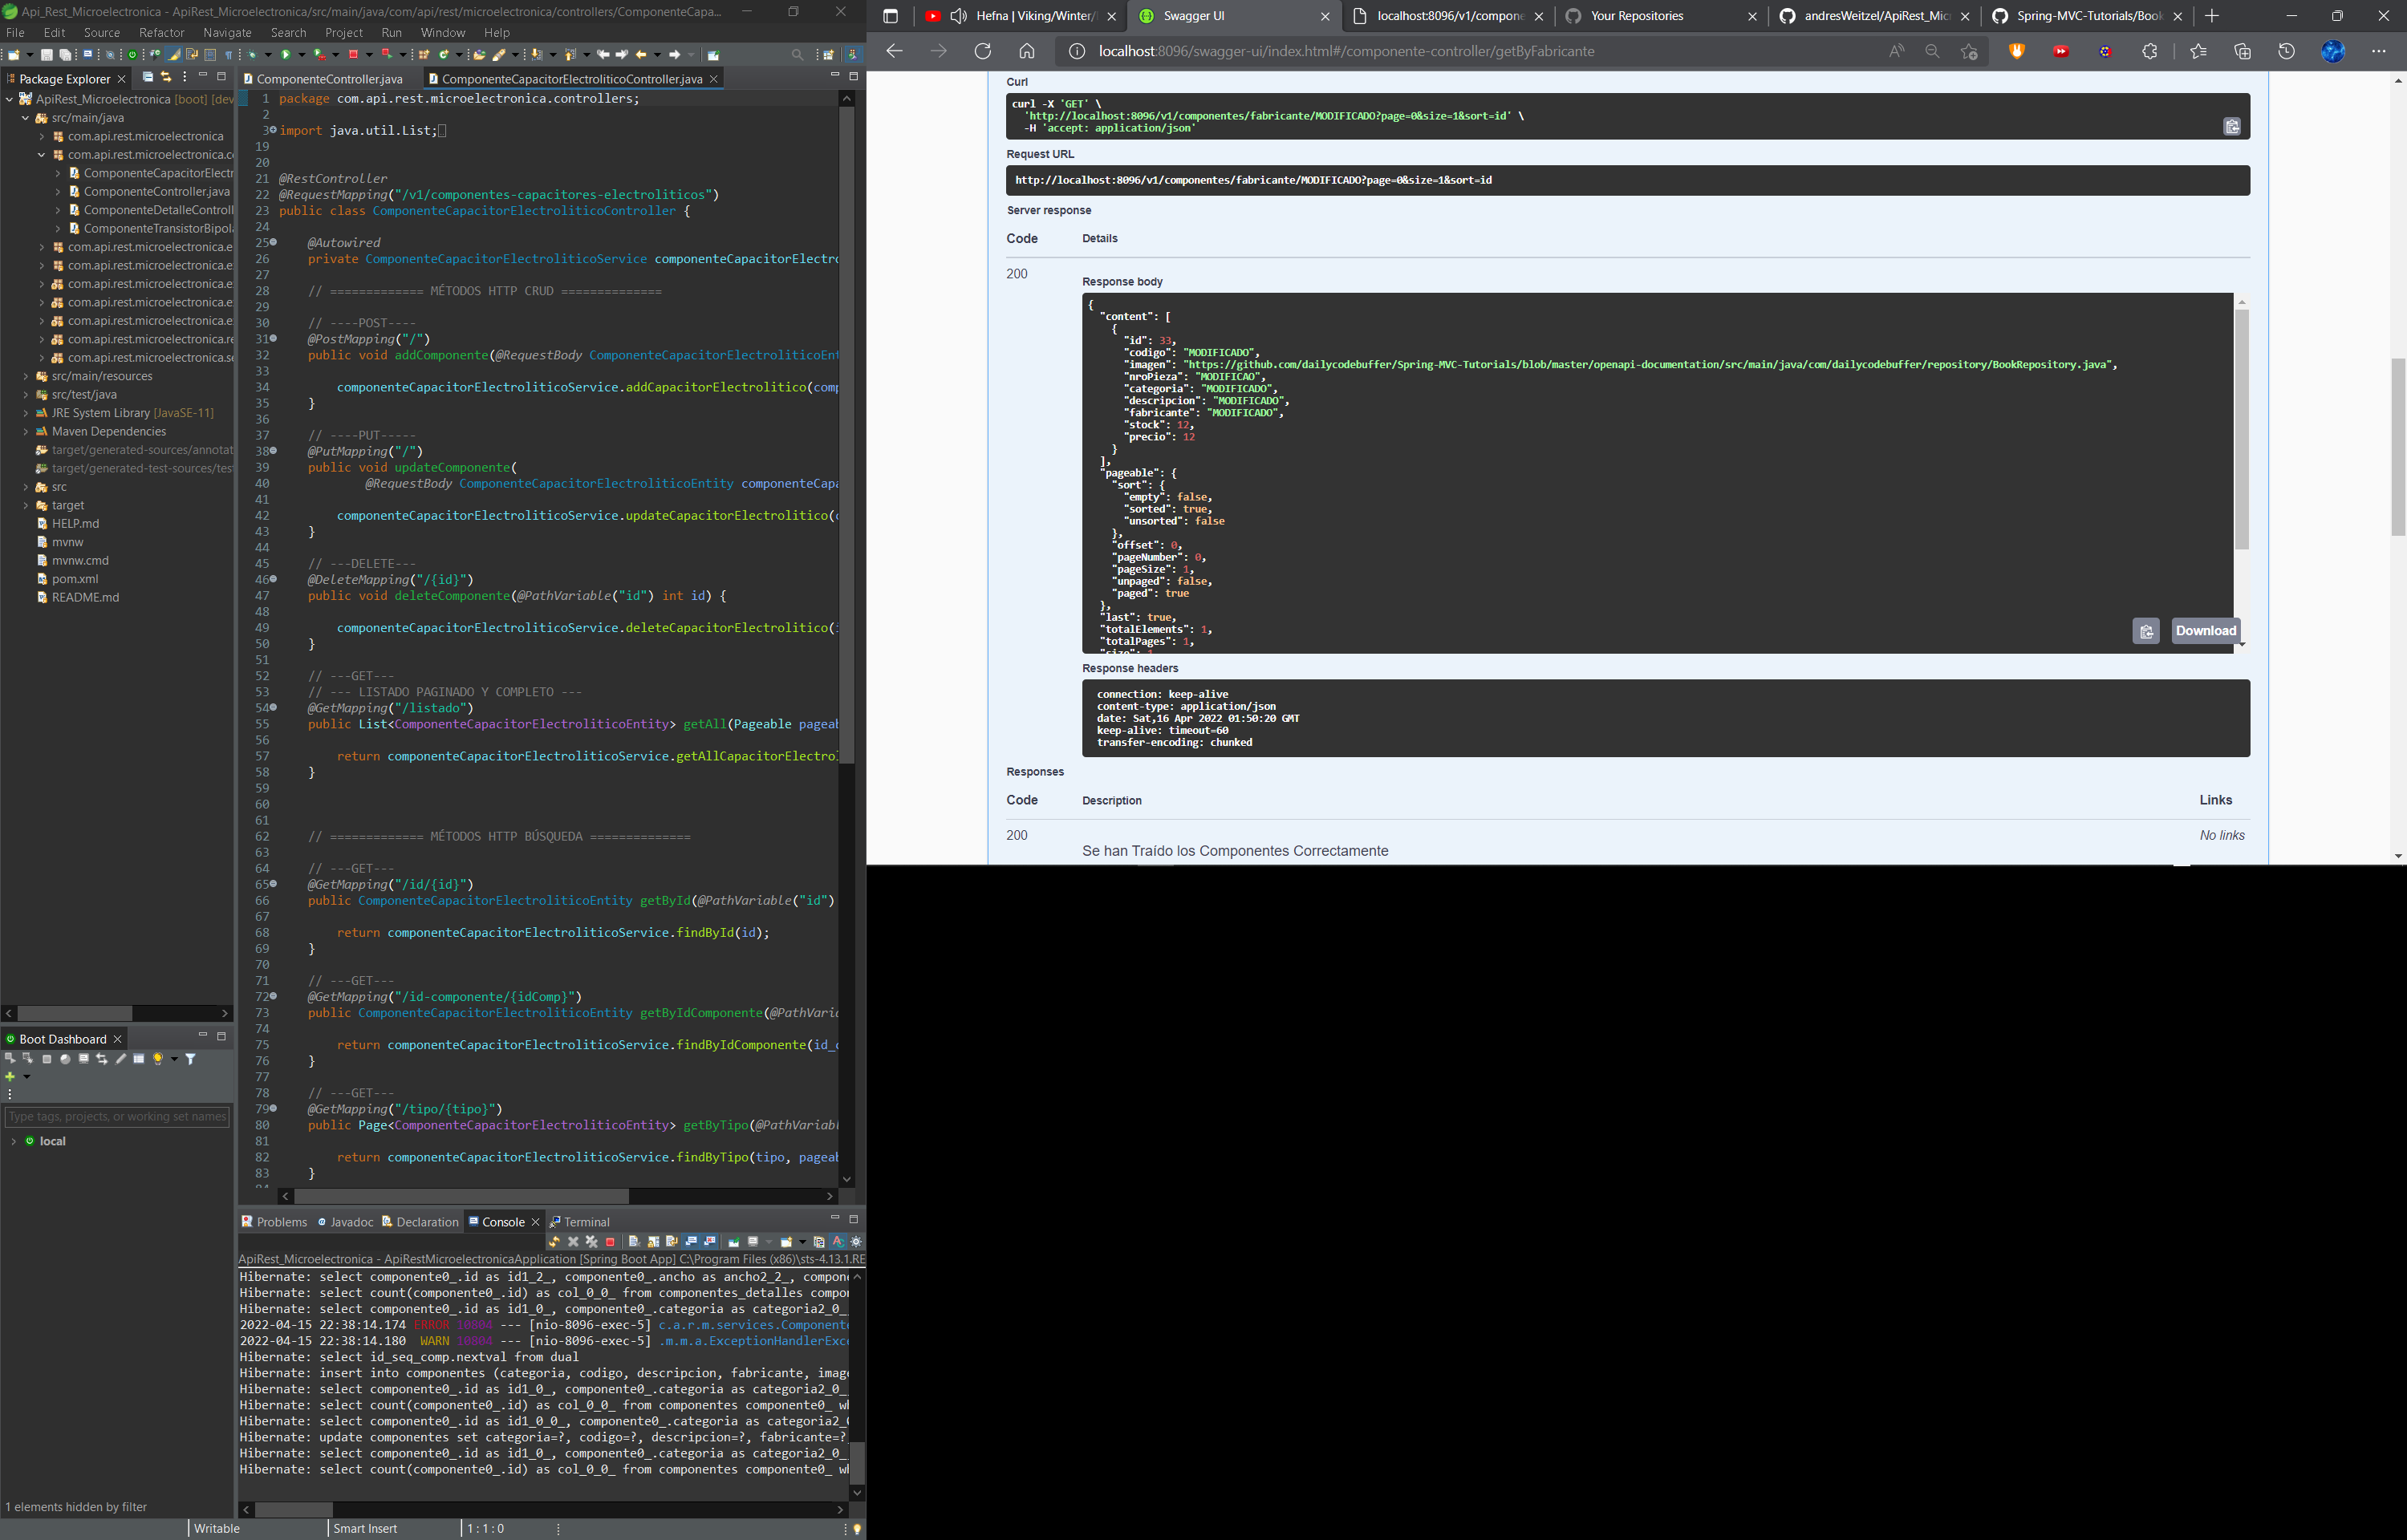 Api_Rest_Microelectronica - ApiRest_Microelectronica/src/main/java/com/api/rest/microelectronica/controllers/ComponenteCapa...
File Edit Source Refactor Navigate Search Project Run Window Help
Package Explorer
ApiRest_Microelectronica [boot] [dev
src/main/java
com.api.rest.microelectronica
com.api.rest.microelectronica.co
ComponenteCapacitorElectr
ComponenteController.java
ComponenteDetalleControll
ComponenteTransistorBipola
com.api.rest.microelectronica.e
com.api.rest.microelectronica.e
com.api.rest.microelectronica.e
com.api.rest.microelectronica.e
com.api.rest.microelectronica.e
com.api.rest.microelectronica.re
com.api.rest.microelectronica.se
src/main/resources
src/test/java
JRE System Library [JavaSE-11]
Maven Dependencies
target/generated-sources/annotat
target/generated-test-sources/test
src
target
HELP.md
mvnw
mvnw.cmd
pom.xml
README.md
Boot Dashboard
Type tags, projects, or working set names
local
1 elements hidden by filter
ComponenteController.java ComponenteCapacitorElectroliticoController.java
1 package com.api.rest.microelectronica.controllers;
2
3 import java.util.List;
19
20
21 @RestController
22 @RequestMapping("/v1/componentes-capacitores-electroliticos")
23 public class ComponenteCapacitorElectroliticoController {
24
25 @Autowired
26 private ComponenteCapacitorElectroliticoService componenteCapacitorElectro
27
28 // ============= MÉTODOS HTTP CRUD ==============
29
30 // ----POST----
31 @PostMapping("/")
32 public void addComponente(@RequestBody ComponenteCapacitorElectroliticoEnt
33
34 componenteCapacitorElectroliticoService.addCapacitorElectrolitico(comp
35 }
36
37 // ----PUT-----
38 @PutMapping("/")
39 public void updateComponente(
40 @RequestBody ComponenteCapacitorElectroliticoEntity componenteCapa
41
42 componenteCapacitorElectroliticoService.updateCapacitorElectrolitico(c
43 }
44
45 // ---DELETE---
46 @DeleteMapping("/{id}")
47 public void deleteComponente(@PathVariable("id") int id) {
48
49 componenteCapacitorElectroliticoService.deleteCapacitorElectrolitico(i
50 }
51
52 // ---GET---
53 // --- LISTADO PAGINADO Y COMPLETO ---
54 @GetMapping("/listado")
55 public List<ComponenteCapacitorElectroliticoEntity> getAll(Pageable pageab
56
57 return componenteCapacitorElectroliticoService.getAllCapacitorElectrol
58 }
59
60
61
62 // ============= MÉTODOS HTTP BÚSQUEDA ==============
63
64 // ---GET---
65 @GetMapping("/id/{id}")
66 public ComponenteCapacitorElectroliticoEntity getById(@PathVariable("id")
67
68 return componenteCapacitorElectroliticoService.findById(id);
69 }
70
71 // ---GET---
72 @GetMapping("/id-componente/{idComp}")
73 public ComponenteCapacitorElectroliticoEntity getByIdComponente(@PathVaria
74
75 return componenteCapacitorElectroliticoService.findByIdComponente(id_c
76 }
77
78 // ---GET---
79 @GetMapping("/tipo/{tipo}")
80 public Page<ComponenteCapacitorElectroliticoEntity> getByTipo(@PathVariabl
81
82 return componenteCapacitorElectroliticoService.findByTipo(tipo, pageab
83 }
Problems Javadoc Declaration Console Terminal
ApiRest_Microelectronica - ApiRestMicroelectronicaApplication [Spring Boot App] C:\Program Files (x86)\sts-4.13.1.RE
Hibernate: select componente0_.id as id1_2_, componente0_.ancho as ancho2_2_, compone
Hibernate: select count(componente0_.id) as col_0_0_ from componentes_detalles compon
Hibernate: select componente0_.id as id1_0_, componente0_.categoria as categoria2_0_
2022-04-15 22:38:14.174 ERROR 10804 --- [nio-8096-exec-5] c.a.r.m.services.Componente
2022-04-15 22:38:14.180 WARN 10804 --- [nio-8096-exec-5] .m.m.a.ExceptionHandlerExce
Hibernate: select id_seq_comp.nextval from dual
Hibernate: insert into componentes (categoria, codigo, descripcion, fabricante, image
Hibernate: select componente0_.id as id1_0_, componente0_.categoria as categoria2_0_
Hibernate: select count(componente0_.id) as col_0_0_ from componentes componente0_ wh
Hibernate: select componente0_.id as id1_0_0_, componente0_.categoria as categoria2_0
Hibernate: update componentes set categoria=?, codigo=?, descripcion=?, fabricante=?
Hibernate: select componente0_.id as id1_0_, componente0_.categoria as categoria2_0_
Hibernate: select count(componente0_.id) as col_0_0_ from componentes componente0_ wh
Writable Smart Insert 1 : 1 : 0
Hefna | Viking/Winter/ Swagger UI localhost:8096/v1/compone Your Repositories andresWeitzel/ApiRest_Mic Spring-MVC-Tutorials/Book
localhost:8096/swagger-ui/index.html#/componente-controller/getByFabricante
Curl
curl -X 'GET' \
'http://localhost:8096/v1/componentes/fabricante/MODIFICADO?page=0&size=1&sort=id' \
-H 'accept: application/json'
Request URL
http://localhost:8096/v1/componentes/fabricante/MODIFICADO?page=0&size=1&sort=id
Server response
Code Details
200
Response body
{
"content": [
{
"id": 33,
"codigo": "MODIFICADO",
"imagen": "https://github.com/dailycodebuffer/Spring-MVC-Tutorials/blob/master/openapi-documentation/src/main/java/com/dailycodebuffer/repository/BookRepository.java",
"nroPieza": "MODIFICAO",
"categoria": "MODIFICADO",
"descripcion": "MODIFICADO",
"fabricante": "MODIFICADO",
"stock": 12,
"precio": 12
}
],
"pageable": {
"sort": {
"empty": false,
"sorted": true,
"unsorted": false
},
"offset": 0,
"pageNumber": 0,
"pageSize": 1,
"unpaged": false,
"paged": true
},
"last": true,
"totalElements": 1,
"totalPages": 1,
"size": 1
Download
Response headers
connection: keep-alive
content-type: application/json
date: Sat,16 Apr 2022 01:50:20 GMT
keep-alive: timeout=60
transfer-encoding: chunked
Responses
Code Description Links
200 No links
Se han Traído los Componentes Correctamente